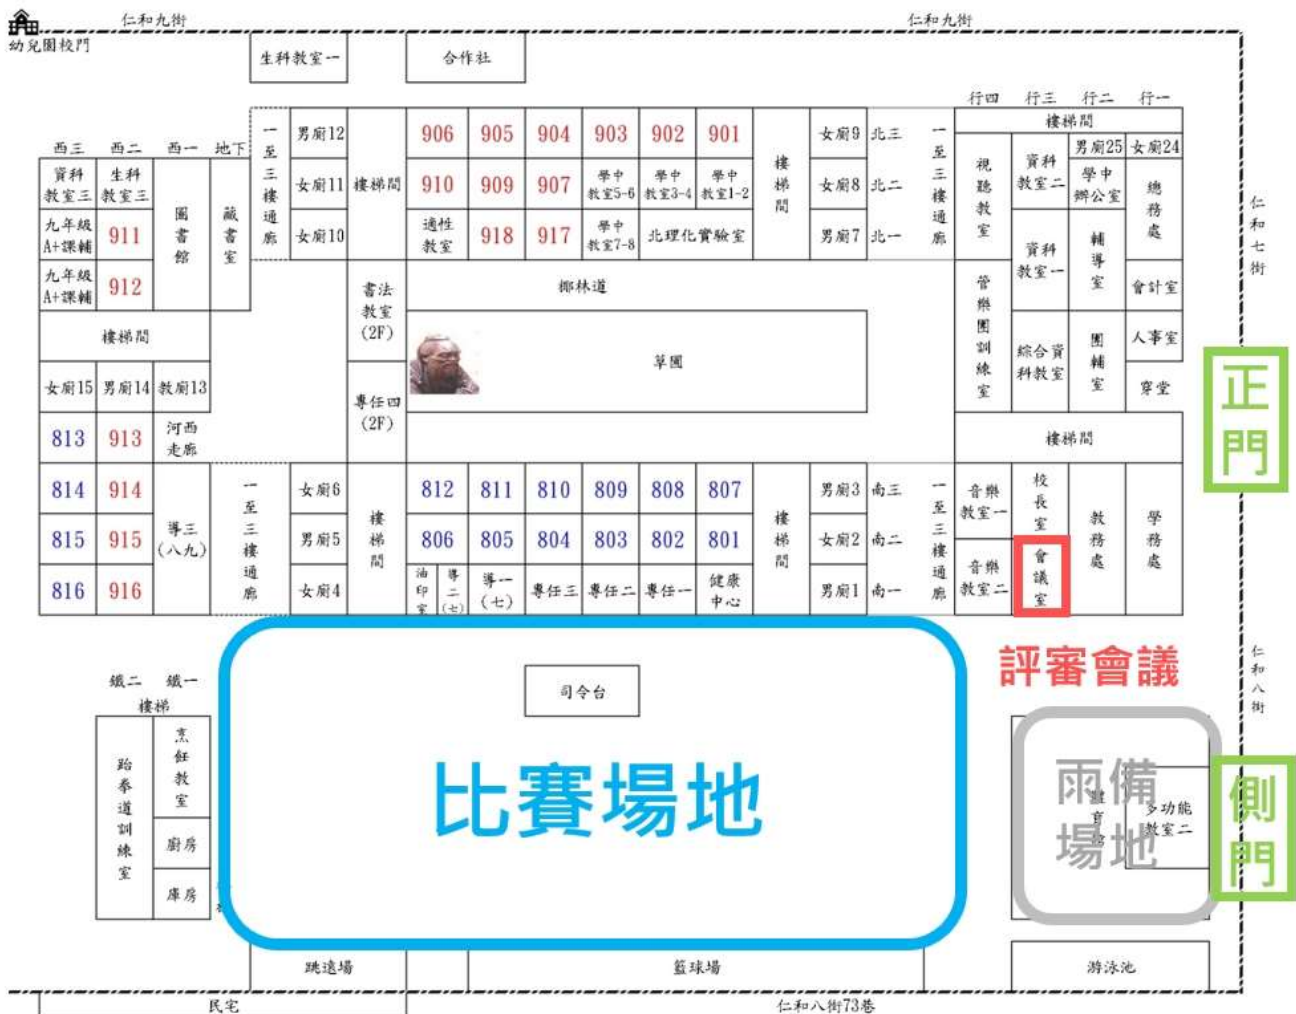 仁和九街
仁和九街
幼兒園校門
生科教室一
合作社
行四 行三 行二 行一
西三 西二 西一 地下
一至三樓通廊
男廁12
906 905 904 903 902 901
女廁9 北三
一至三樓通廊
樓梯間
男廁25 女廁24
資科教室三
生科教室三
圖書館
藏書室
女廁11
樓梯間
910 909 907
學中教室5-6
學中教室3-4
學中教室1-2
樓梯間
女廁8 北二
視聽教室
資科教室二
學中辦公室
總務處
九年級A+課輔
911
女廁10
適性教室
918 917
學中教室7-8
北理化實驗室
男廁7 北一
資科教室一
輔導室
仁和七街
九年級A+課輔
912
書法教室(2F)
椰林道
管樂團訓練室
會計室
樓梯間
草圃
綜合資科教室
團輔室
人事室
正門
女廁15 男廁14 教廁13
專任四(2F)
穿堂
813 913
河西走廊
樓梯間
814 914
導三(八九)
一至三樓通廊
女廁6
樓梯間
812 811 810 809 808 807
樓梯間
男廁3 南三
一至三樓通廊
音樂教室一
校長室
教務處
學務處
815 915
男廁5
806 805 804 803 802 801
女廁2 南二
816 916
女廁4
油印室
導二(七)
導一(七)
專任三 專任二 專任一
健康中心
男廁1 南一
音樂教室二
會議室
評審會議
仁和八街
鐵二 鐵一
樓梯
司令台
跆拳道訓練室
烹飪教室
廚房
庫房
比賽場地
雨備場地
多功能教室二
側門
跳遠場
籃球場
游泳池
民宅
仁和八街73巷